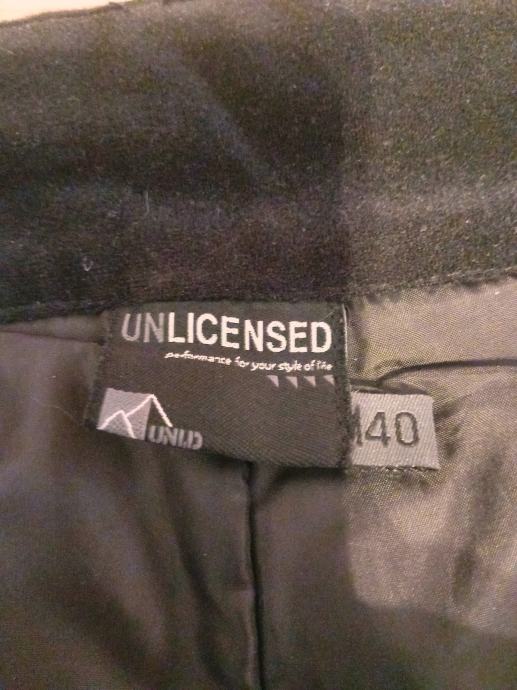 UNLICENSED
performance for your style of life
UNLD
140